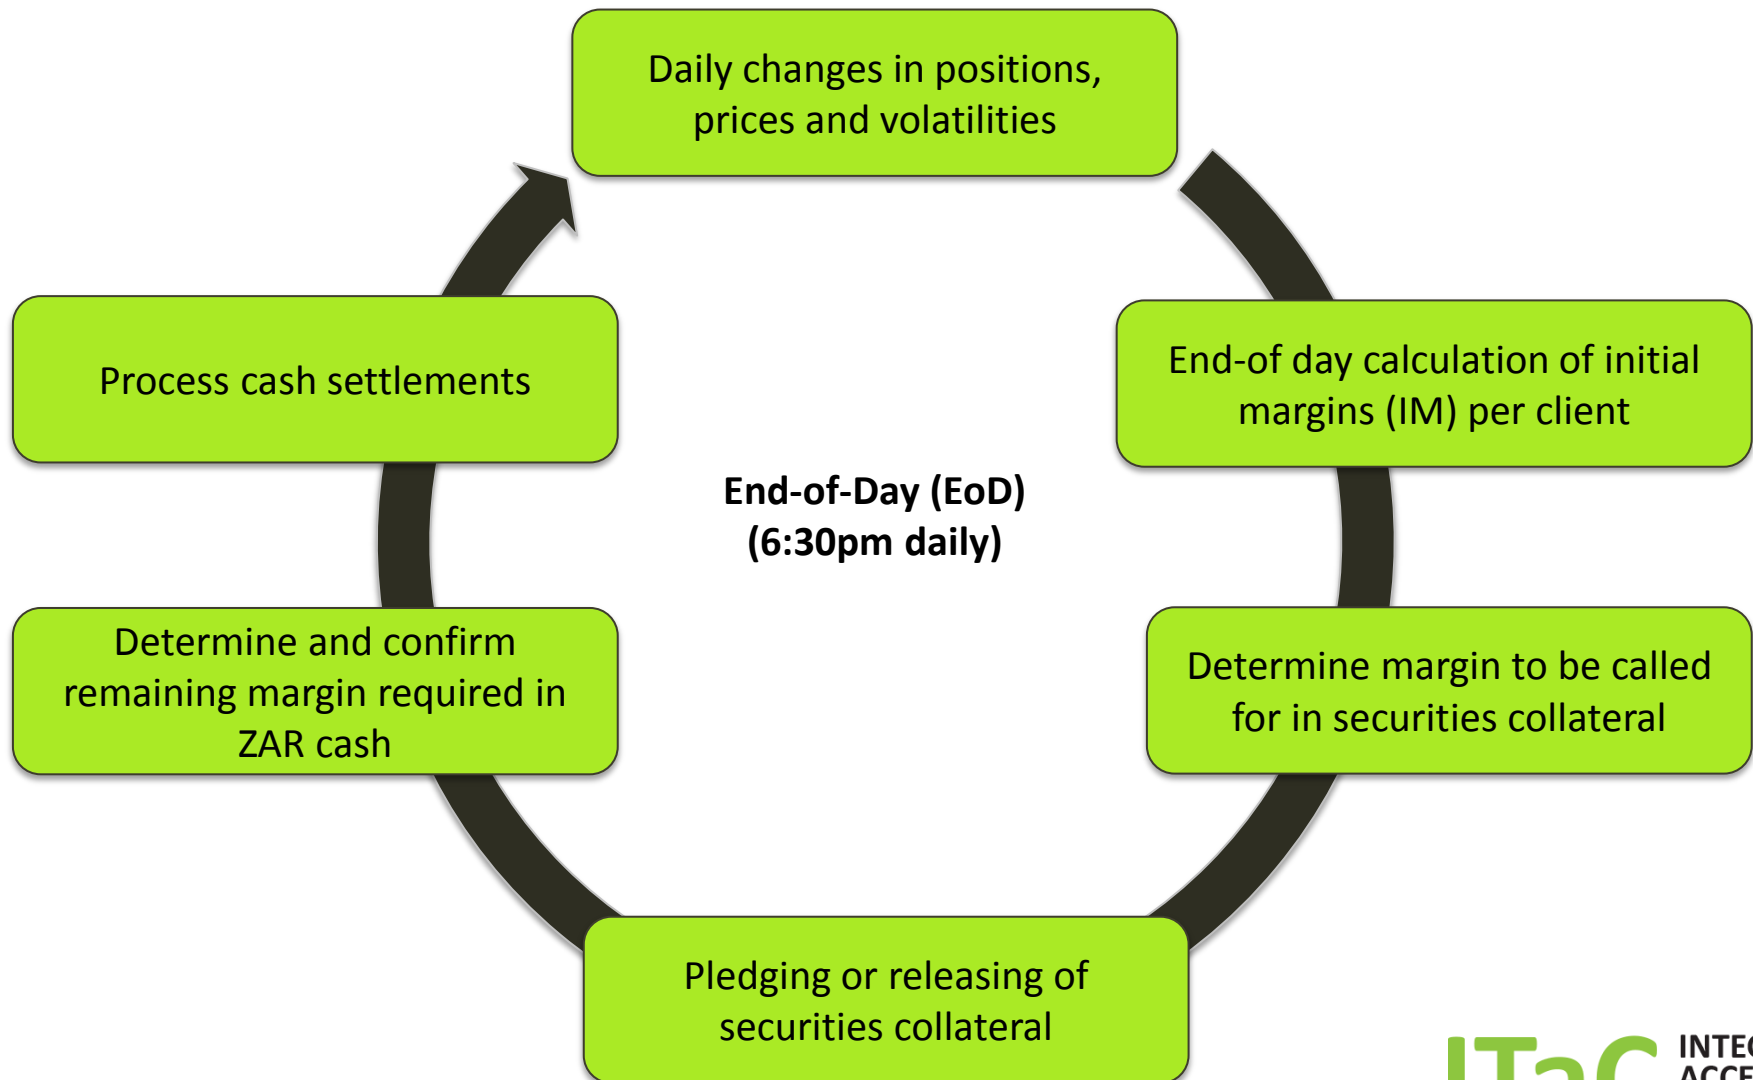 Daily changes in positions,
prices and volatilities
End-of day calculation of initial
margins (IM) per client
Determine margin to be called
for in securities collateral
Pledging or releasing of
securities collateral
Determine and confirm
remaining margin required in
ZAR cash
Process cash settlements
End-of-Day (EoD)
(6:30pm daily)
ITaC